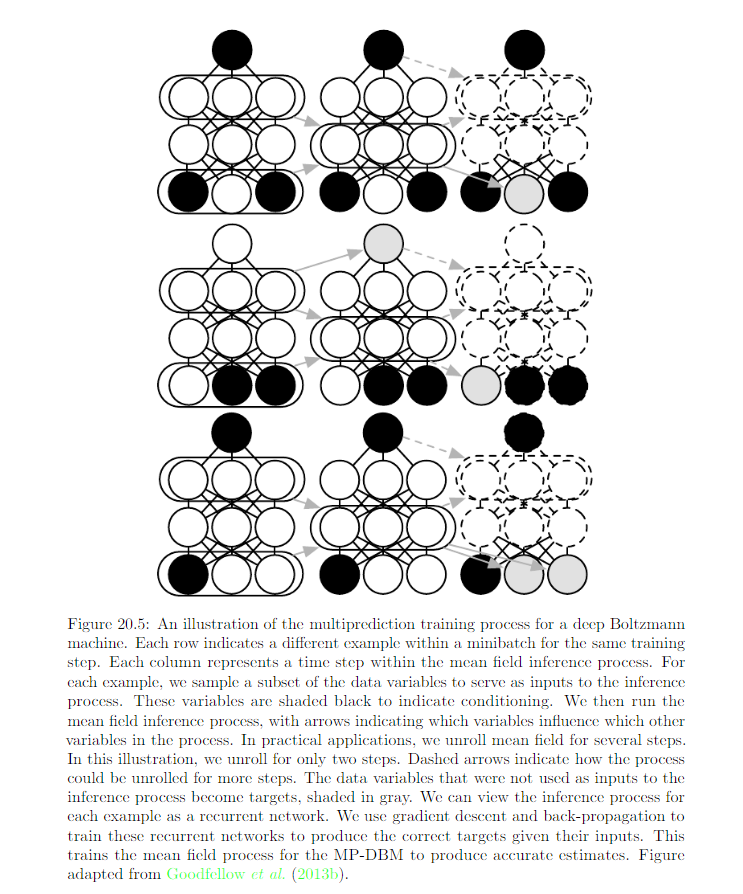 Figure 20.5: An illustration of the multiprediction training process for a deep Boltzmann
machine. Each row indicates a different example within a minibatch for the same training
step. Each column represents a time step within the mean field inference process. For
each example, we sample a subset of the data variables to serve as inputs to the inference
process. These variables are shaded black to indicate conditioning. We then run the
mean field inference process, with arrows indicating which variables influence which other
variables in the process. In practical applications, we unroll mean field for several steps.
In this illustration, we unroll for only two steps. Dashed arrows indicate how the process
could be unrolled for more steps. The data variables that were not used as inputs to the
inference process become targets, shaded in gray. We can view the inference process for
each example as a recurrent network. We use gradient descent and back-propagation to
train these recurrent networks to produce the correct targets given their inputs. This
trains the mean field process for the MP-DBM to produce accurate estimates. Figure
adapted from Goodfellow et al. (2013b).